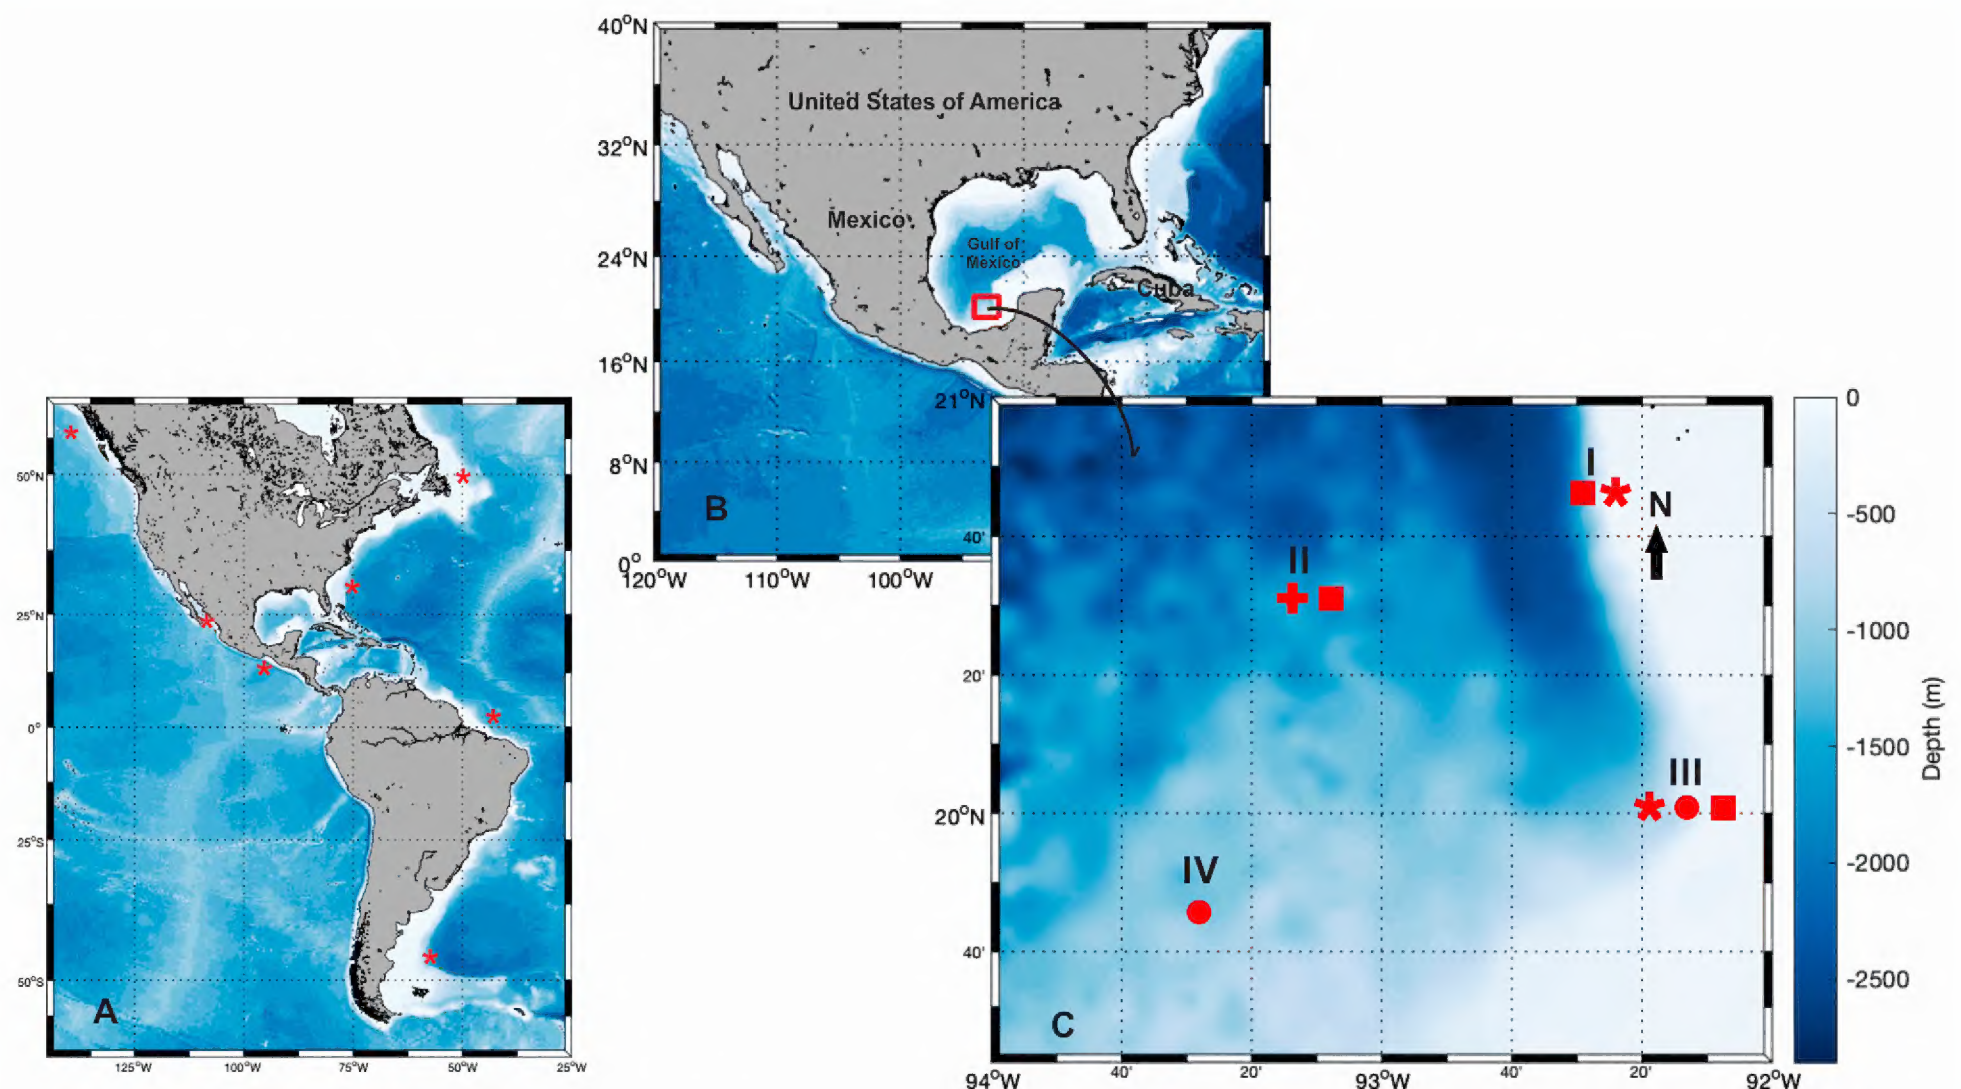 40°N
32°N
24°N
16°N
8°N
0°
120°W
110°W
100°W
United States of America
Mexico
Gulf of
Mexico
Cuba
B
50°N
25°N
0°
25°S
50°S
125°W
100°W
75°W
50°W
25°W
A
21°N
40'
20'
20°N
40'
94°W
40'
20'
93°W
40'
20'
92°W
I
N
II
III
IV
C
0
-500
-1000
-1500
-2000
-2500
Depth (m)